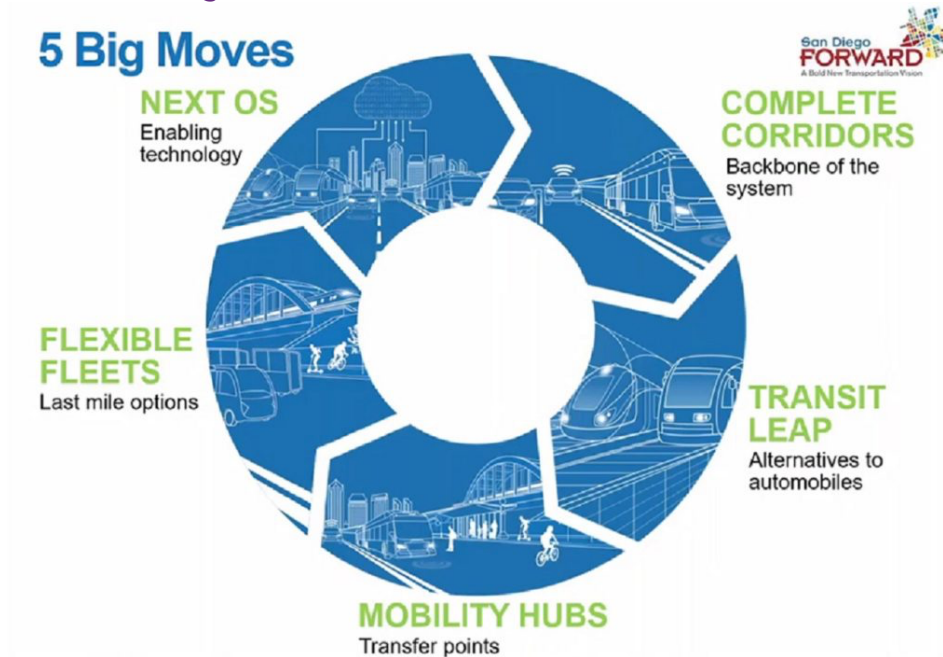 5 Big Moves
San Diego
FORWARD
A Bold New Transportation Vision
NEXT OS
Enabling
technology
COMPLETE
CORRIDORS
Backbone of the
system
FLEXIBLE
FLEETS
Last mile options
TRANSIT
LEAP
Alternatives to
automobiles
MOBILITY HUBS
Transfer points